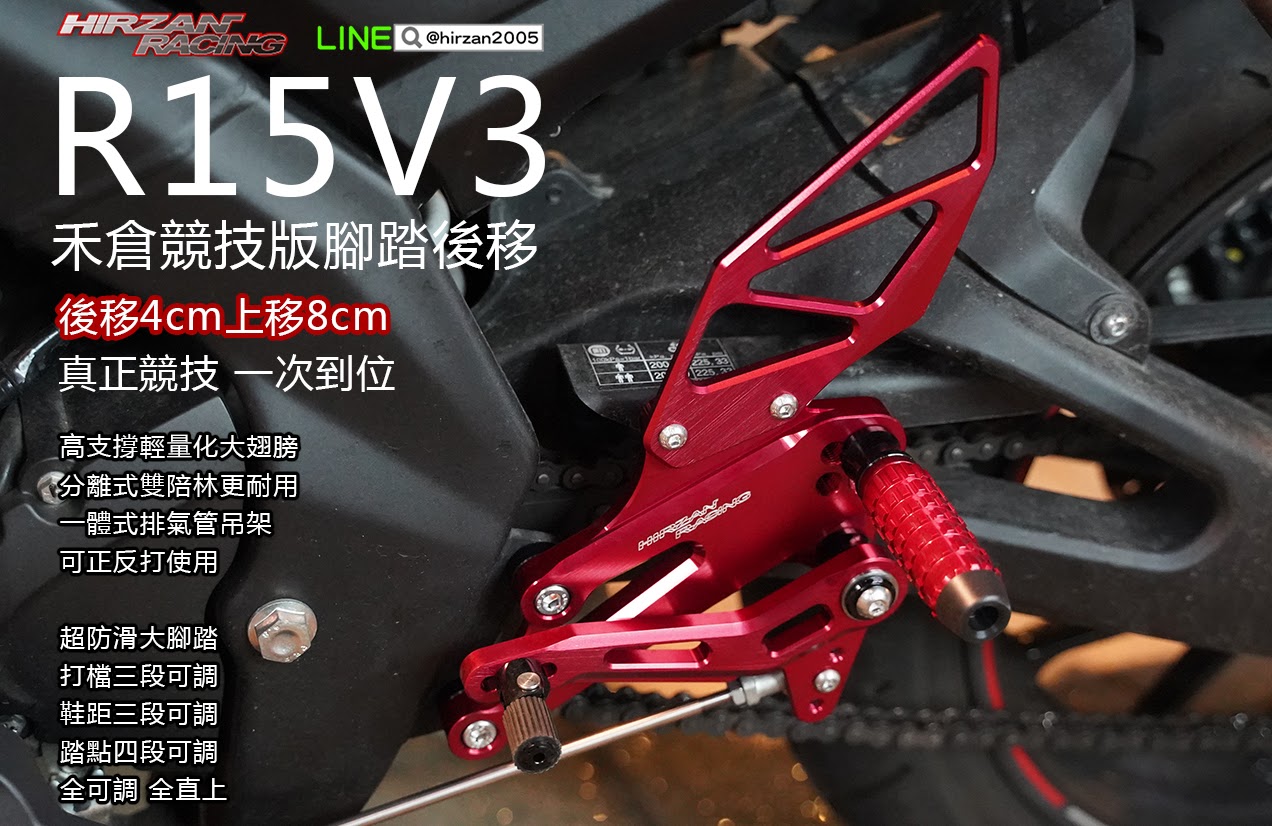 HIRZAN
RACING
LINE @hirzan2005
R15V3
禾倉競技版腳踏後移
後移4cm上移8cm
真正競技 一次到位
高支撐輕量化大翅膀
分離式雙陪林更耐用
一體式排氣管吊架
可正反打使用
超防滑大腳踏
打檔三段可調
鞋距三段可調
踏點四段可調
全可調 全直上
HIRZAN
RACING
200
225, 33
225, 33